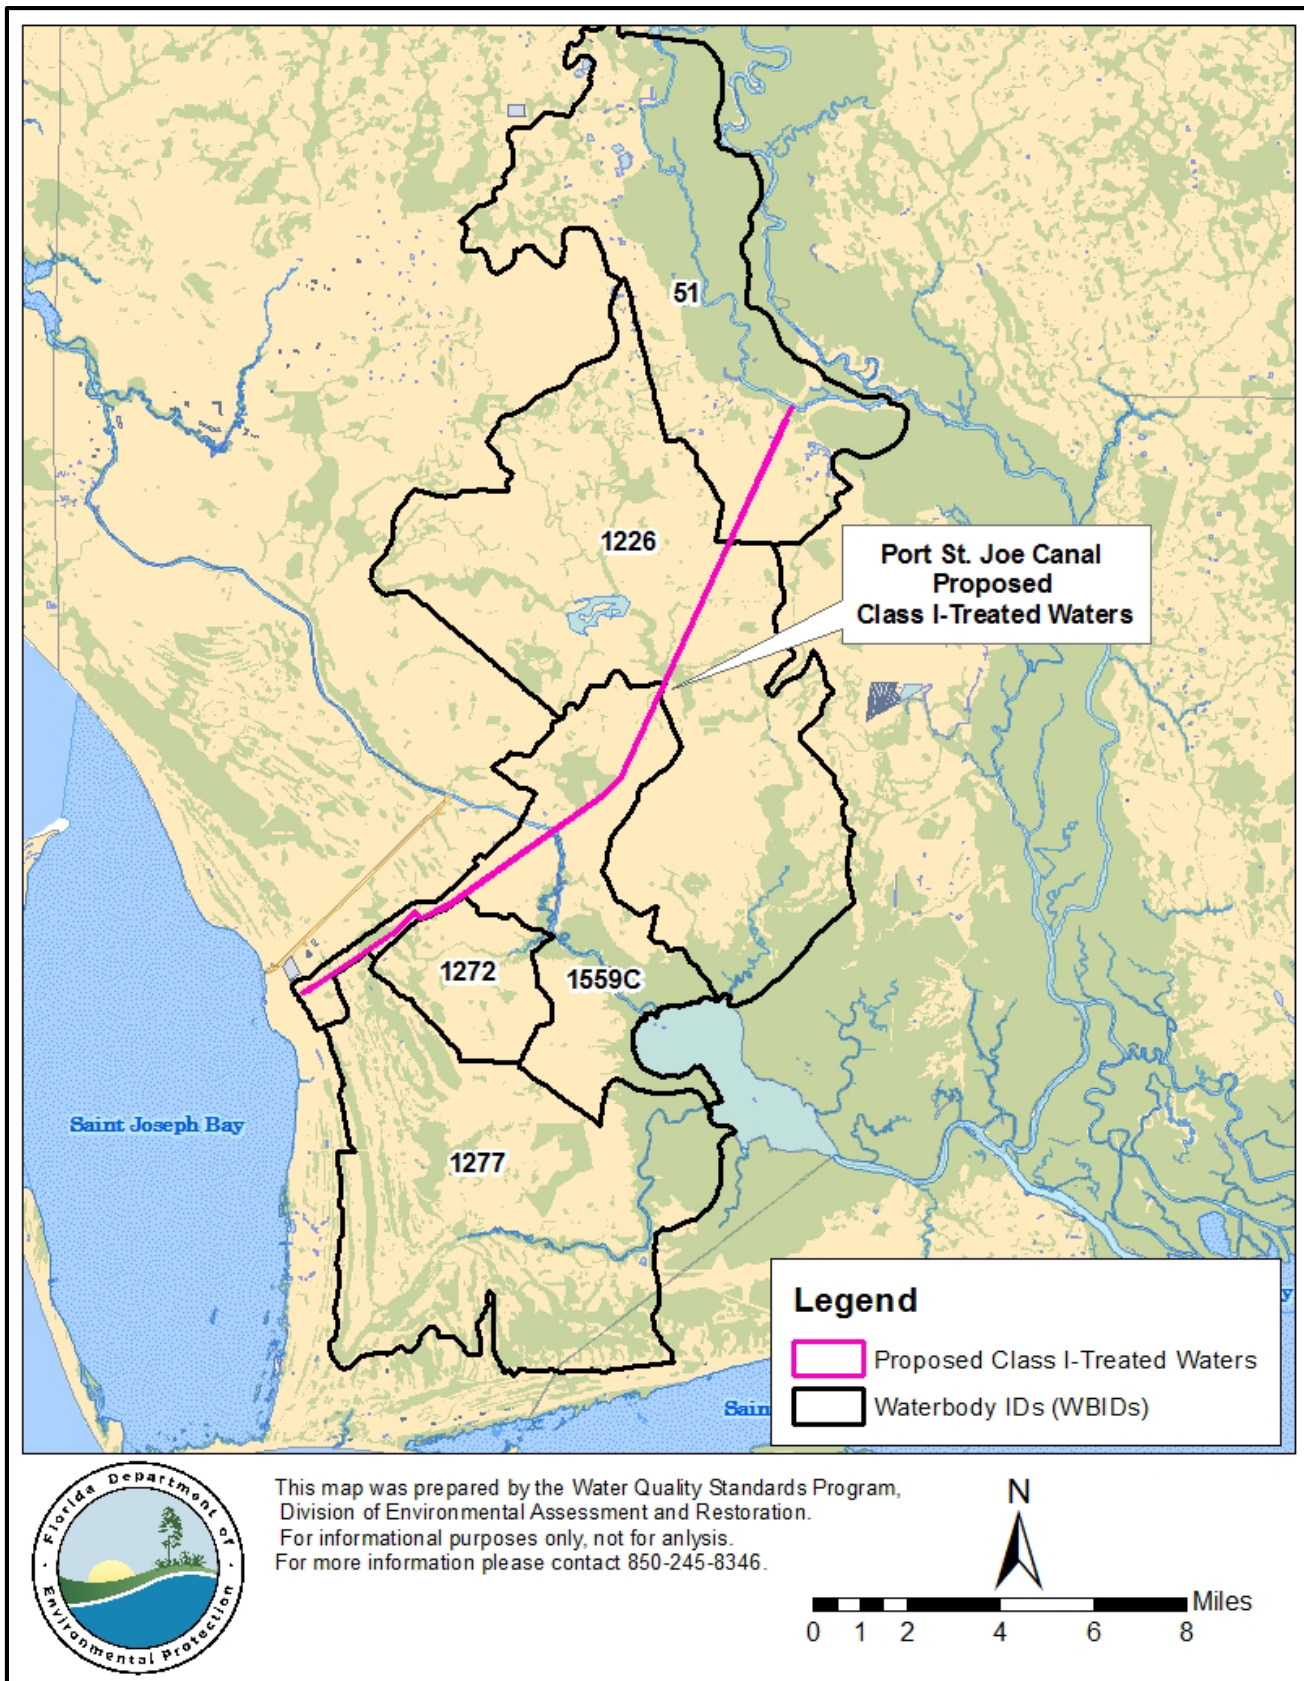 51
1226
Port St. Joe Canal
Proposed
Class I-Treated Waters
1272
1559C
Saint Joseph Bay
1277
Legend
Proposed Class I-Treated Waters
Waterbody IDs (WBIDs)
y
Sain
Florida Department of
Environmental Protection
This map was prepared by the Water Quality Standards Program,
Division of Environmental Assessment and Restoration.
For informational purposes only, not for anlysis.
For more information please contact 850-245-8346.
N
Miles
0 1 2 4 6 8